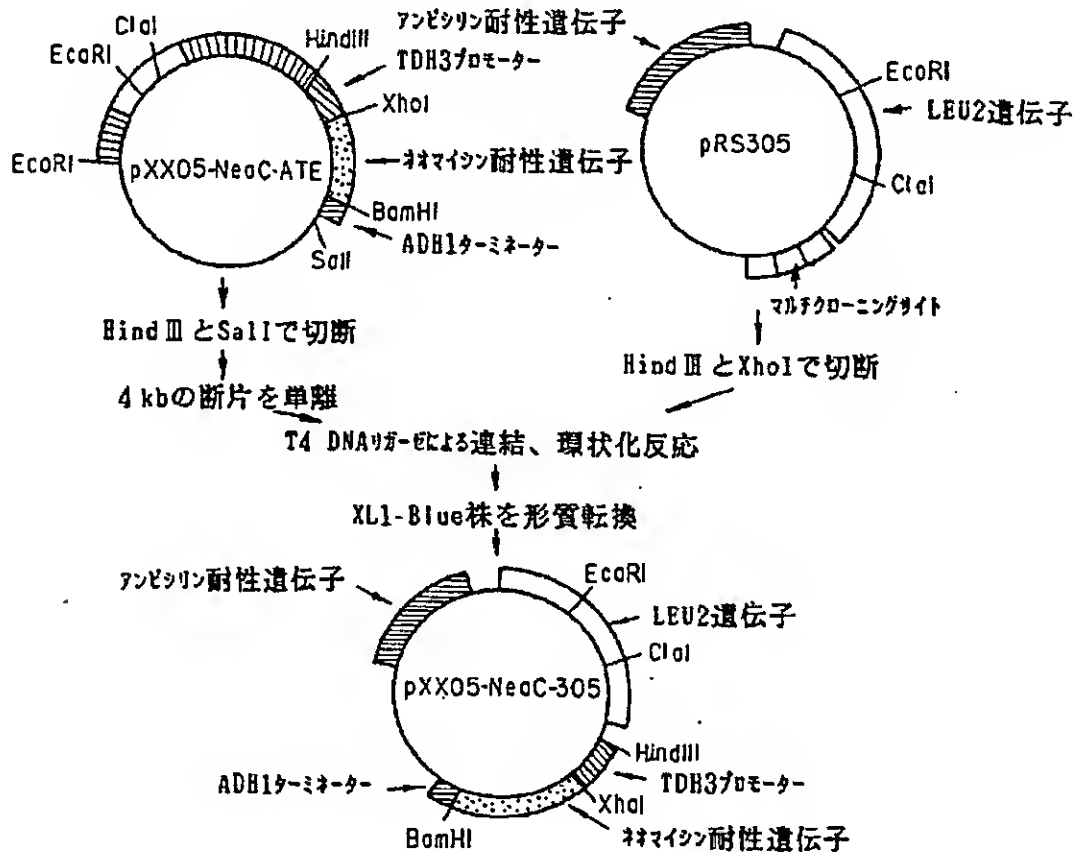 ClaI
EcoRI
EcoRI
HindIII
XhoI
BamHI
SalI
pXX05-NeoC-ATE
アンピシリン耐性遺伝子
TDH3プロモーター
ネオマイシン耐性遺伝子
ADH1ターミネーター
EcoRI
LEU2遺伝子
ClaI
pRS305
マルチクローニングサイト
HindⅢとSalIで切断
4 kbの断片を単離
HindⅢとXhoIで切断
T4 DNAリガーゼによる連結、環状化反応
XL1-Blue株を形質転換
アンピシリン耐性遺伝子
EcoRI
LEU2遺伝子
ClaI
pXX05-NeoC-305
HindIII
TDH3プロモーター
XhoI
ADH1ターミネーター
BamHI
ネオマイシン耐性遺伝子